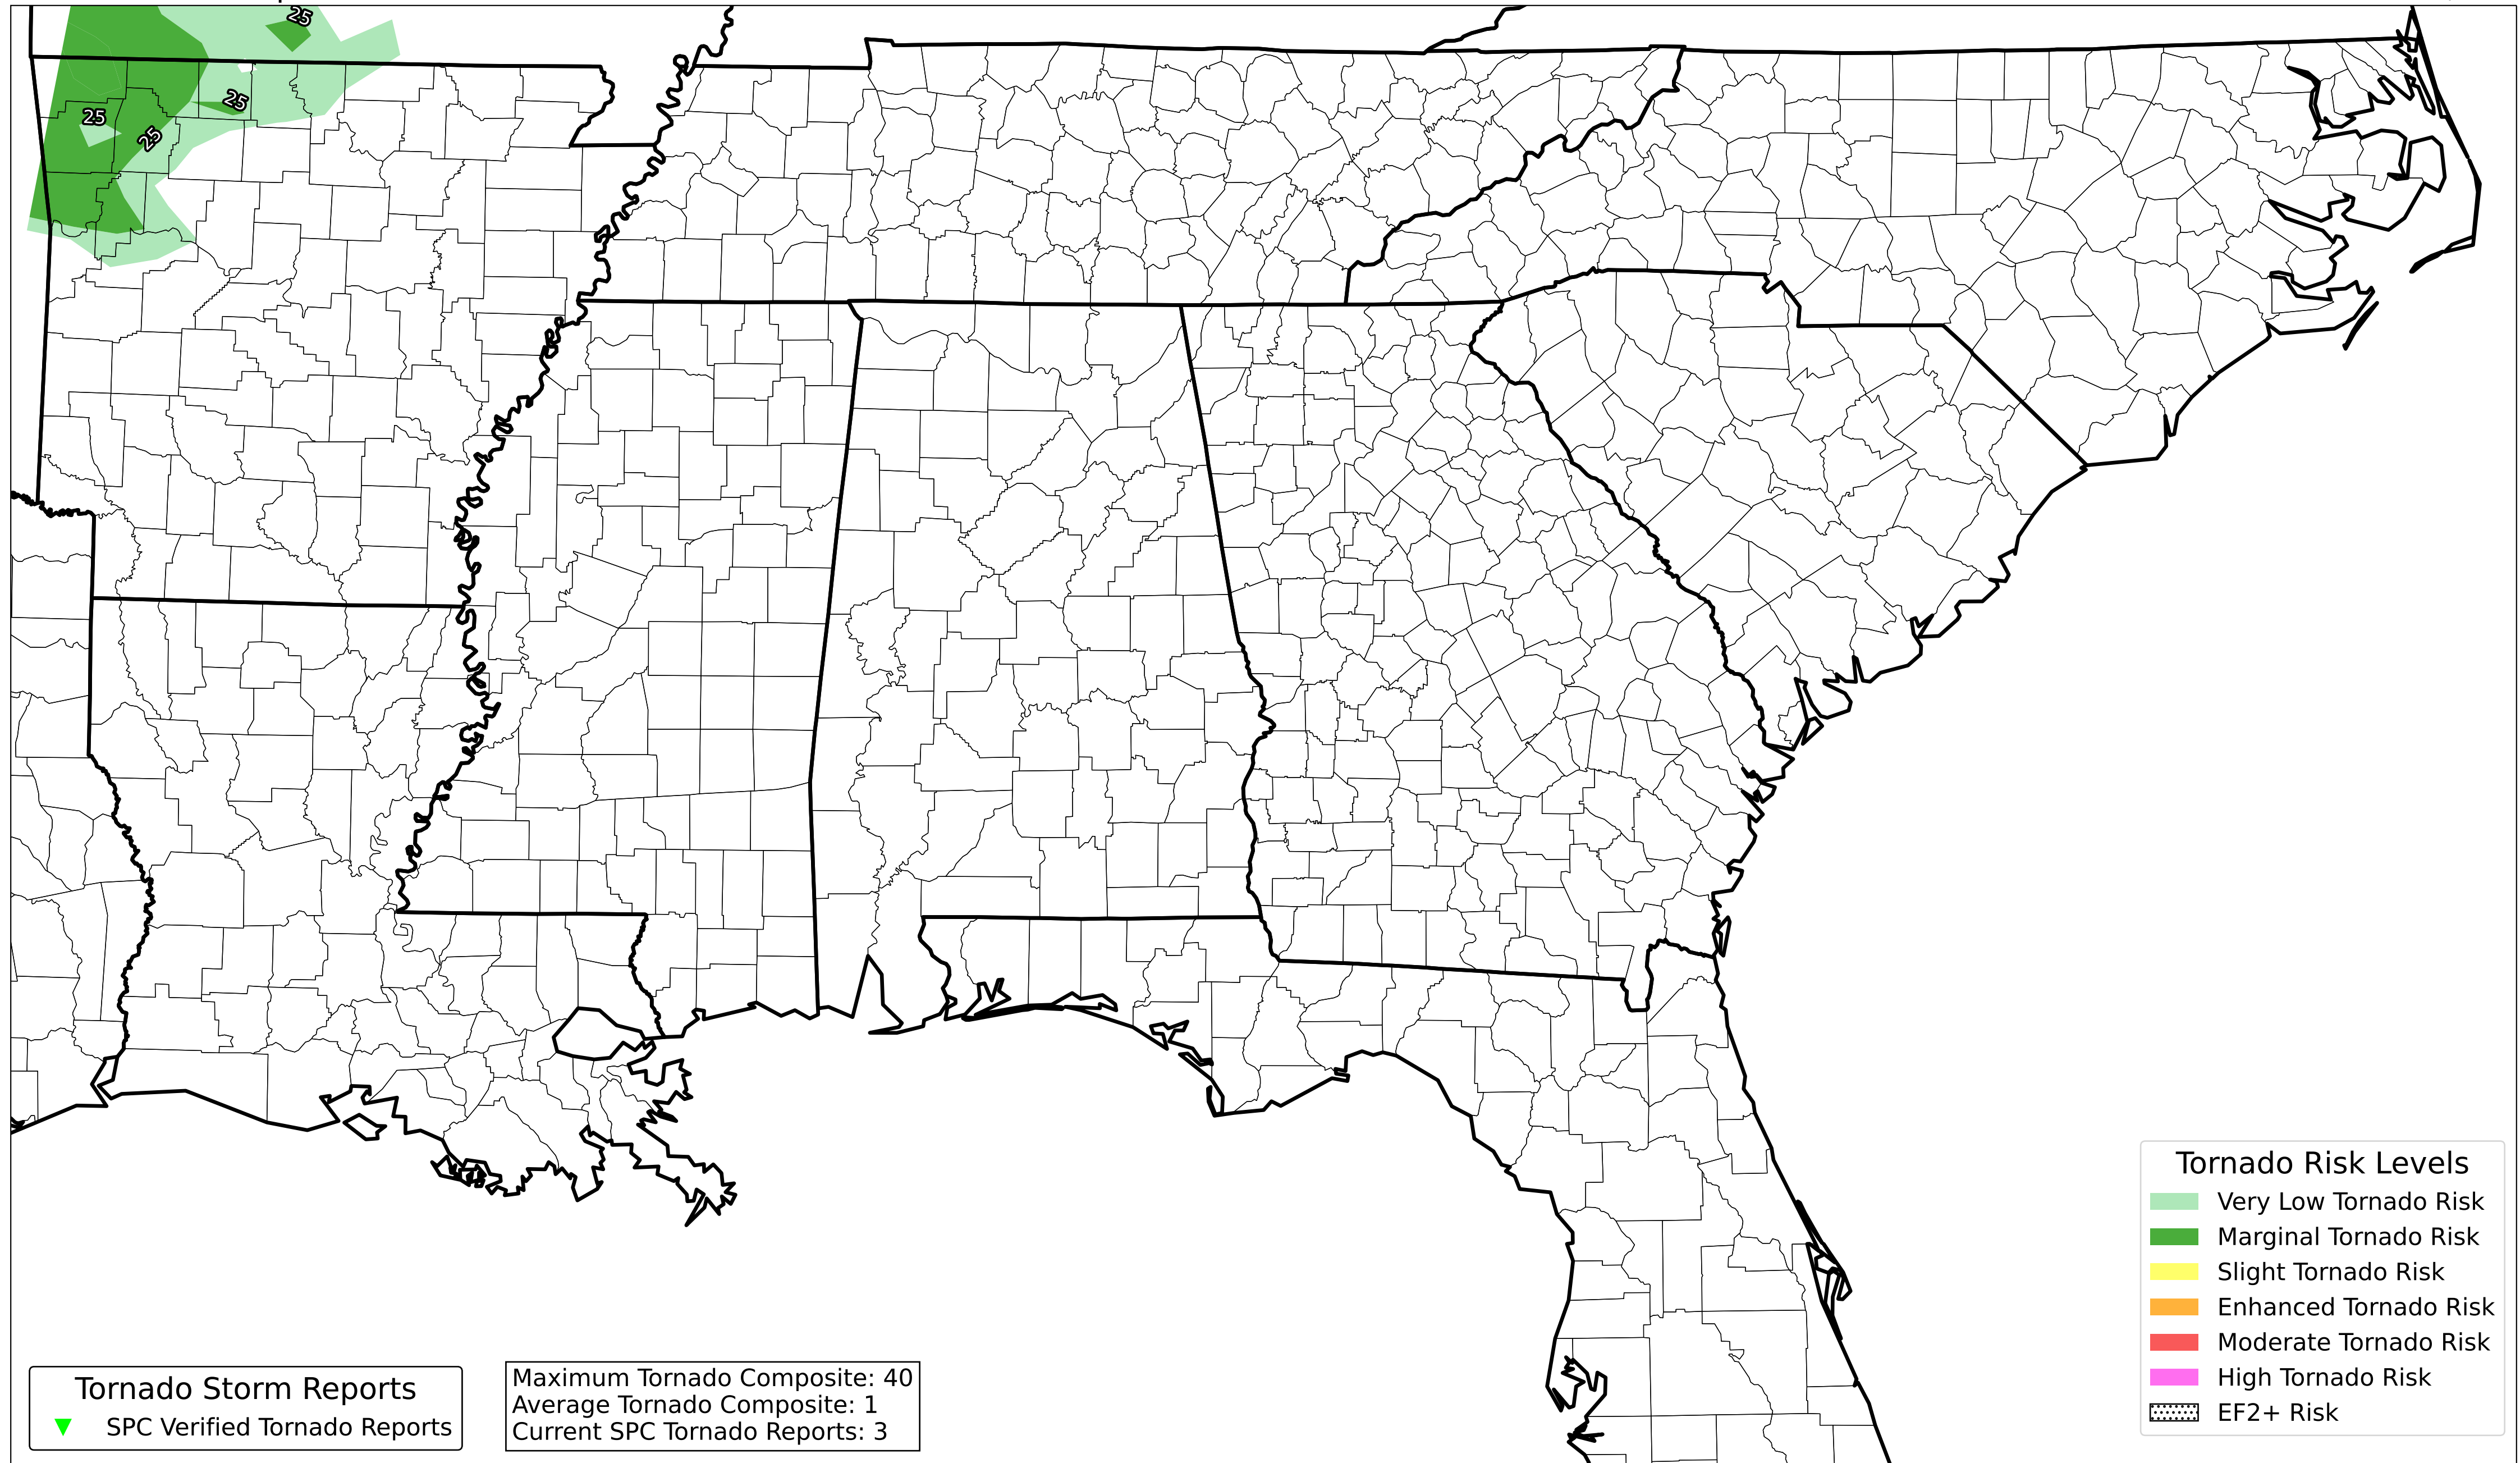 25
25
25
25
Tornado Risk Levels
Very Low Tornado Risk
Marginal Tornado Risk
Slight Tornado Risk
Enhanced Tornado Risk
Moderate Tornado Risk
High Tornado Risk
EF2+ Risk
Tornado Storm Reports
SPC Verified Tornado Reports
Maximum Tornado Composite: 40
Average Tornado Composite: 1
Current SPC Tornado Reports: 3